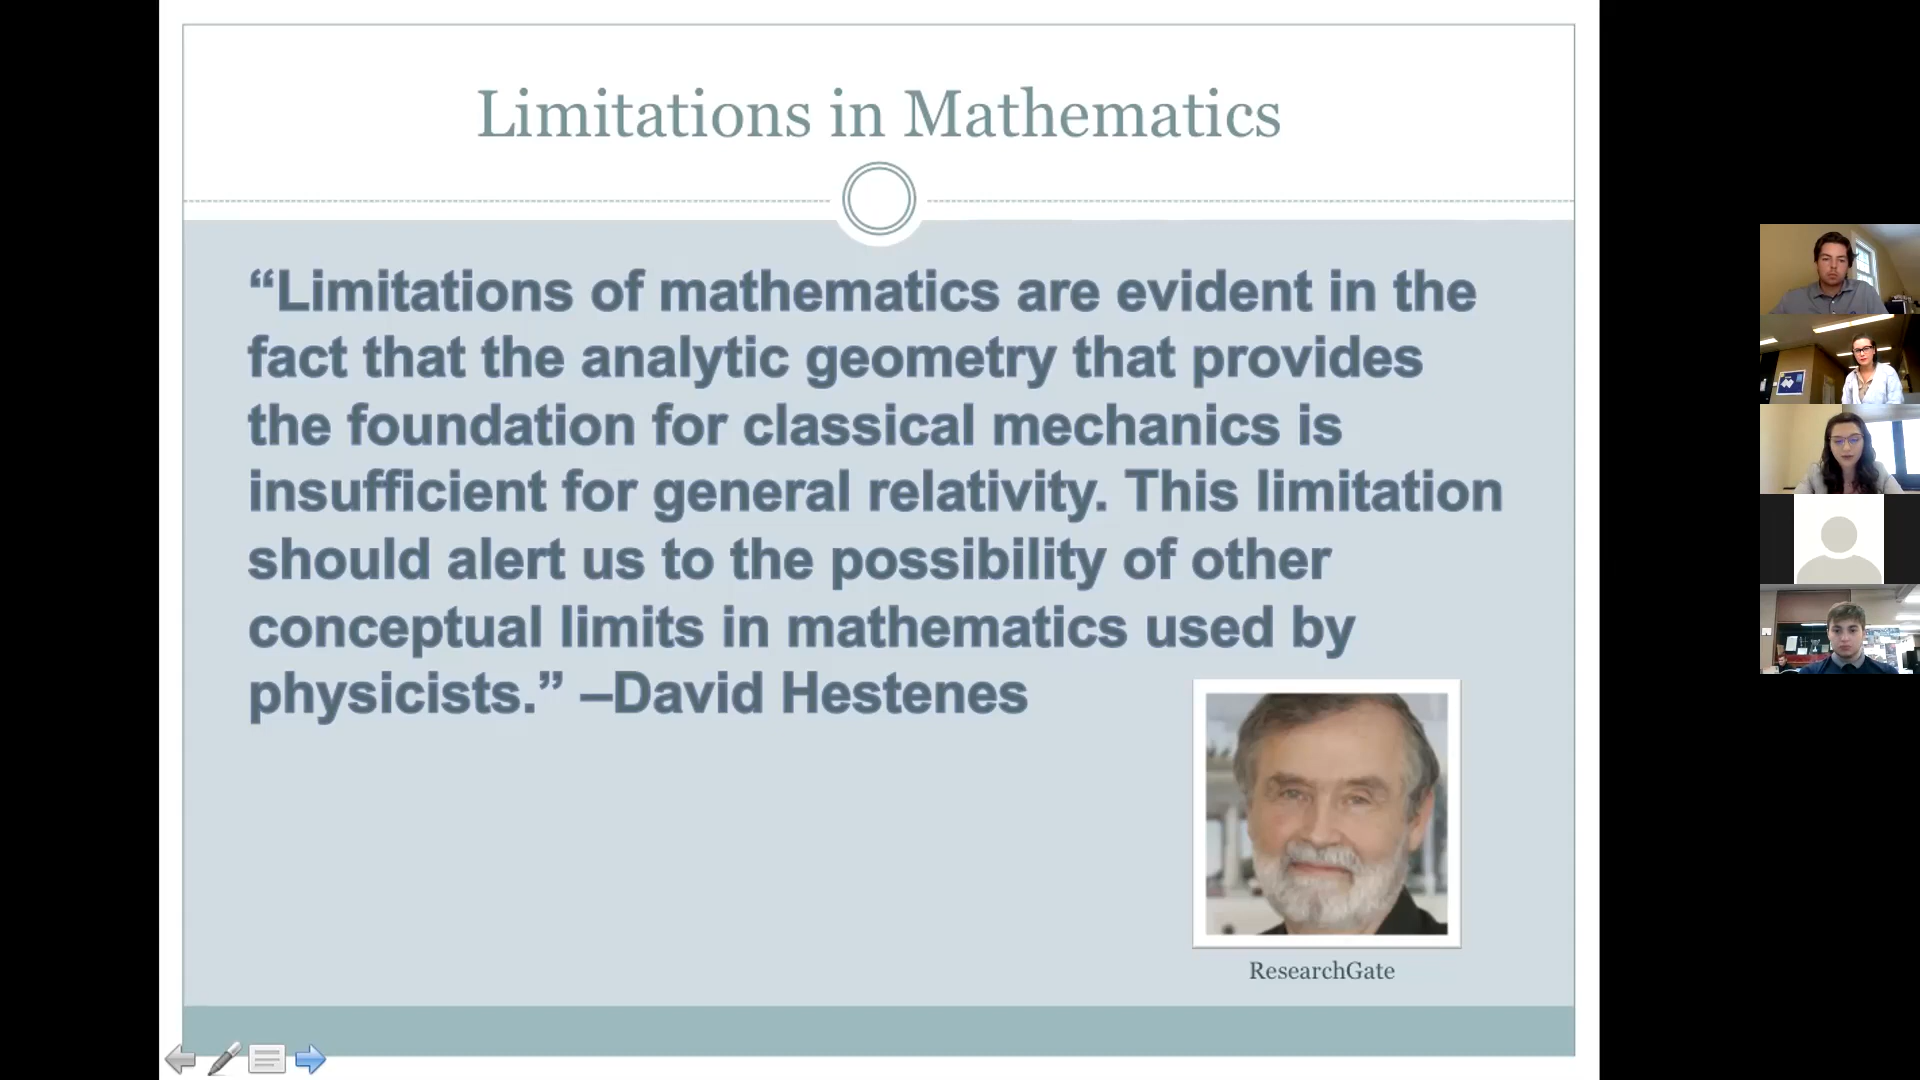 Limitations in Mathematics
“Limitations of mathematics are evident in the
fact that the analytic geometry that provides
the foundation for classical mechanics is
insufficient for general relativity. This limitation
should alert us to the possibility of other
conceptual limits in mathematics used by
physicists.” –David Hestenes
ResearchGate